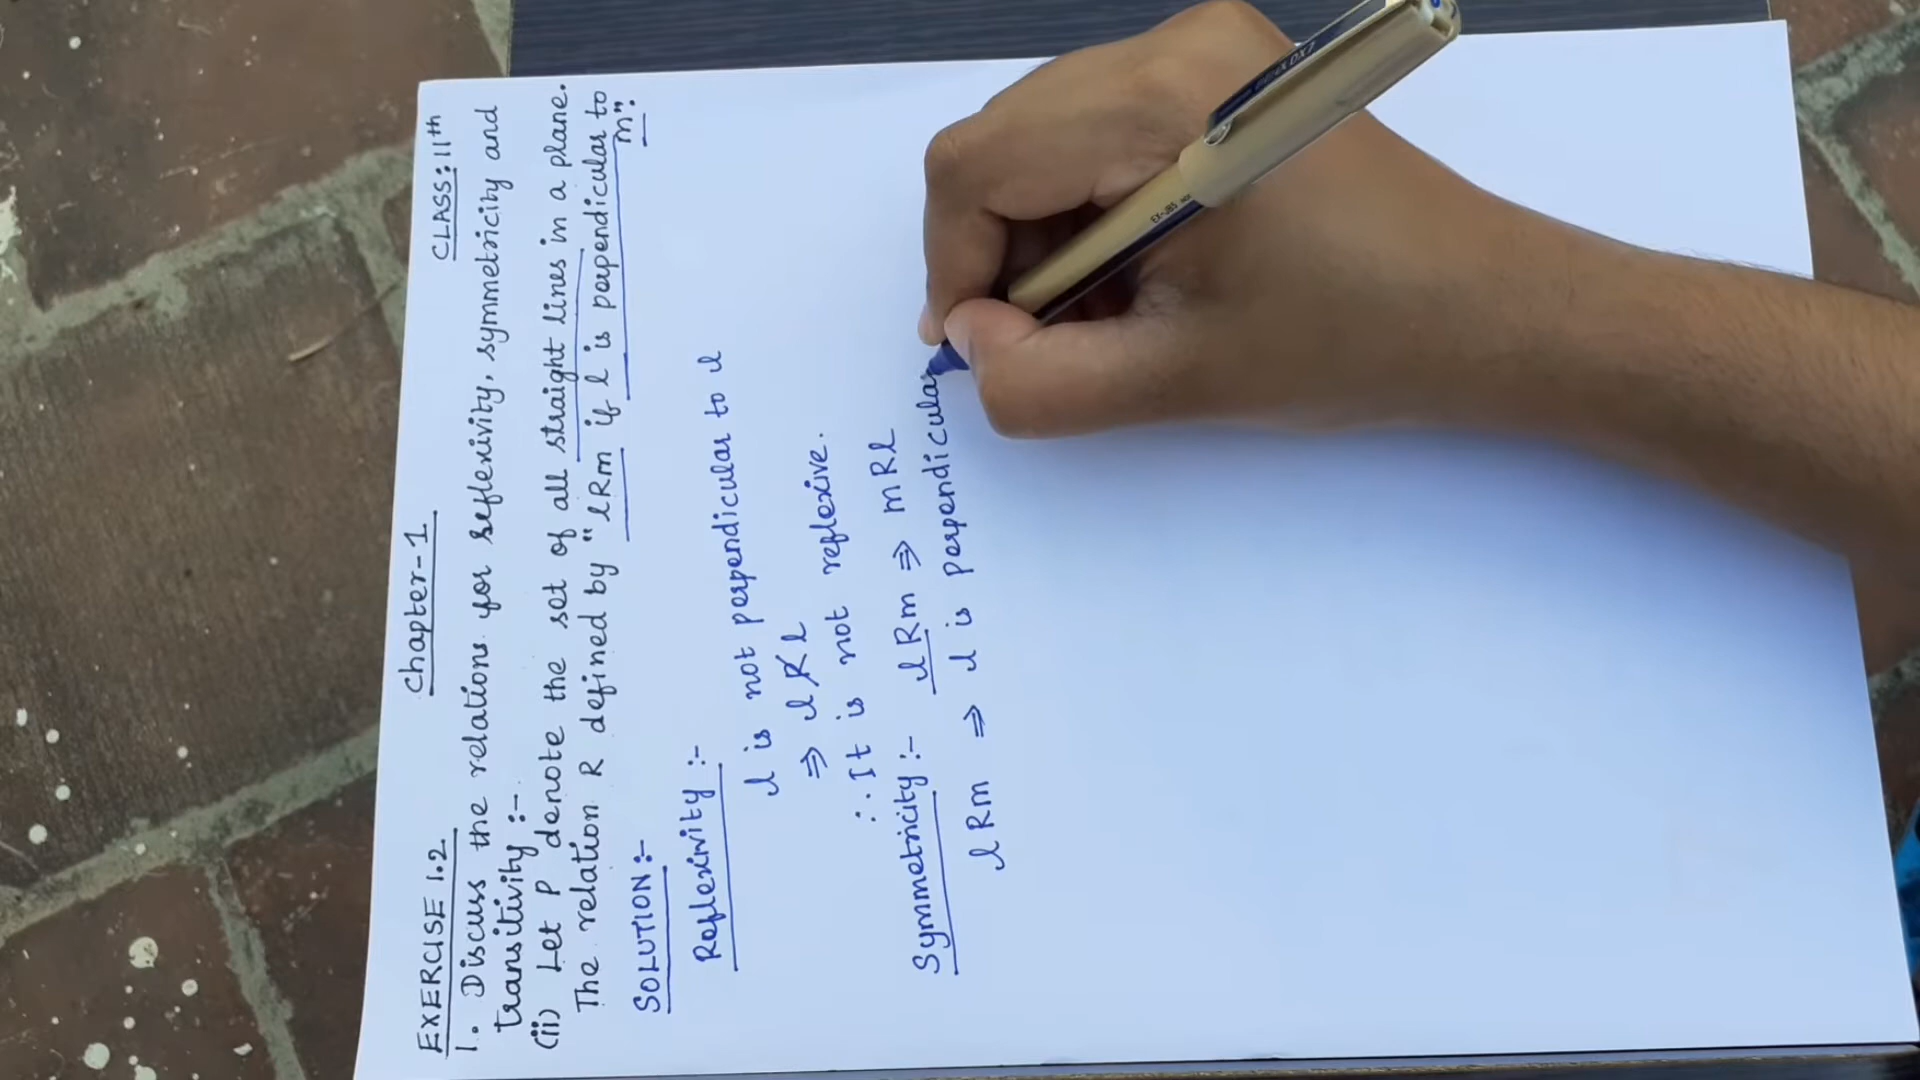 Chapter-1
EXERCISE 1.2 CLASS: 11th
1. Discuss the relations for reflexivity, symmetricity and
transitivity :-
(ii) Let P denote the set of all straight lines in a plane.
The relation R defined by "lRm if l is perpendicular to
m".
SOLUTION:-
Reflexivity :-
l is not perpendicular to l
⇒ l R̸ l
∴ It is not reflexive.
Symmetricity :- lRm ⇒ mRl
lRm ⇒ l is perpendicular